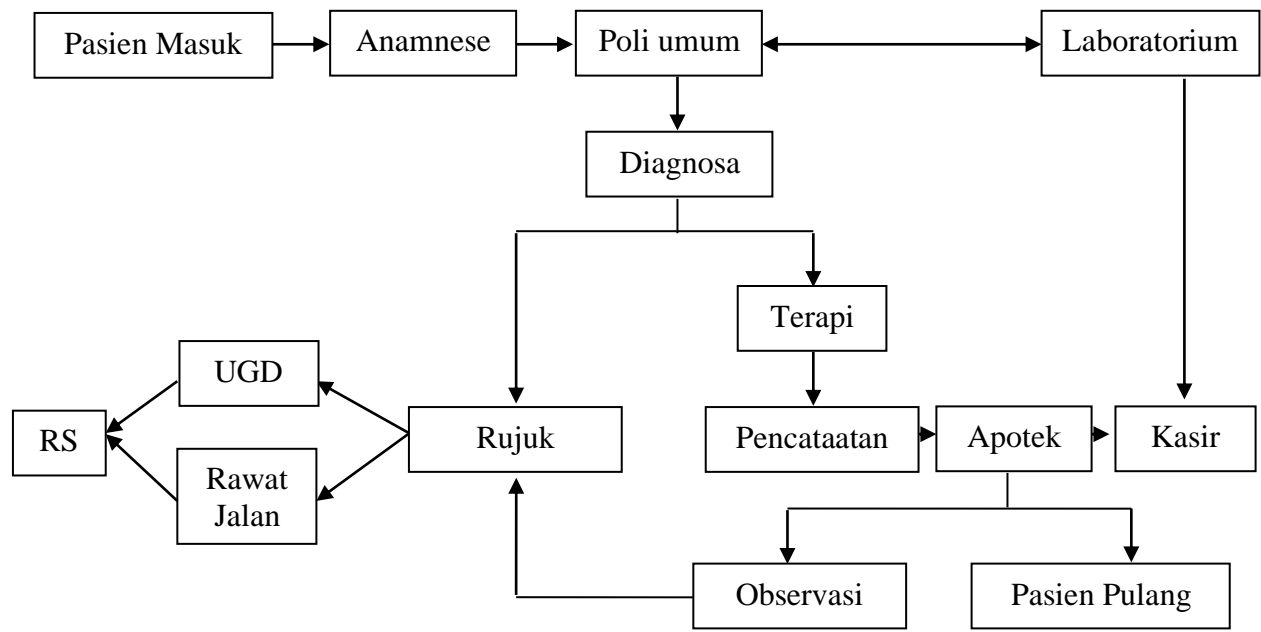 Pasien Masuk
Anamnese
Poli umum
Laboratorium
Diagnosa
Terapi
UGD
RS
Rujuk
Pencataatan
Apotek
Kasir
Rawat
Jalan
Observasi
Pasien Pulang